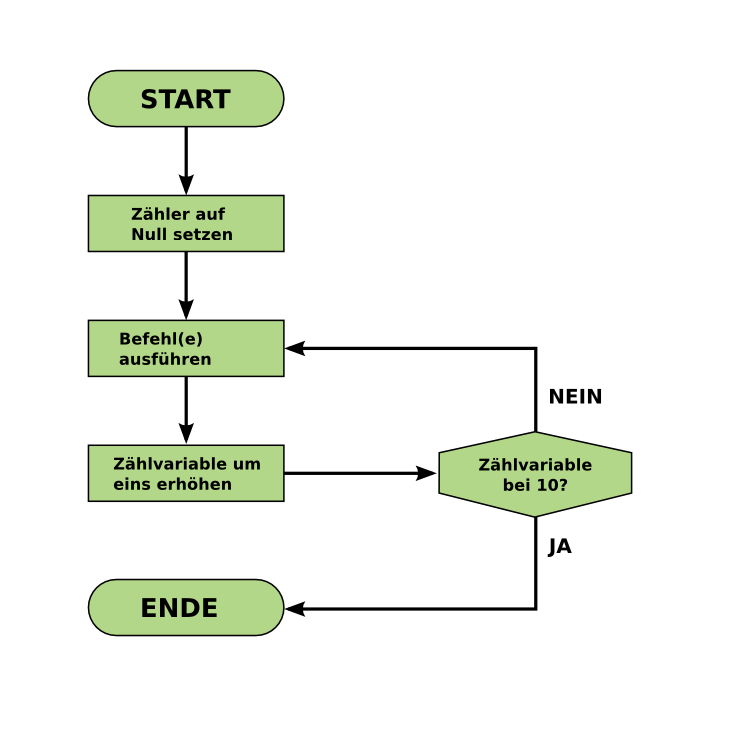 START
Zähler auf
Null setzen
Befehl(e)
ausführen
NEIN
Zählvariable um
eins erhöhen
Zählvariable
bei 10?
JA
ENDE